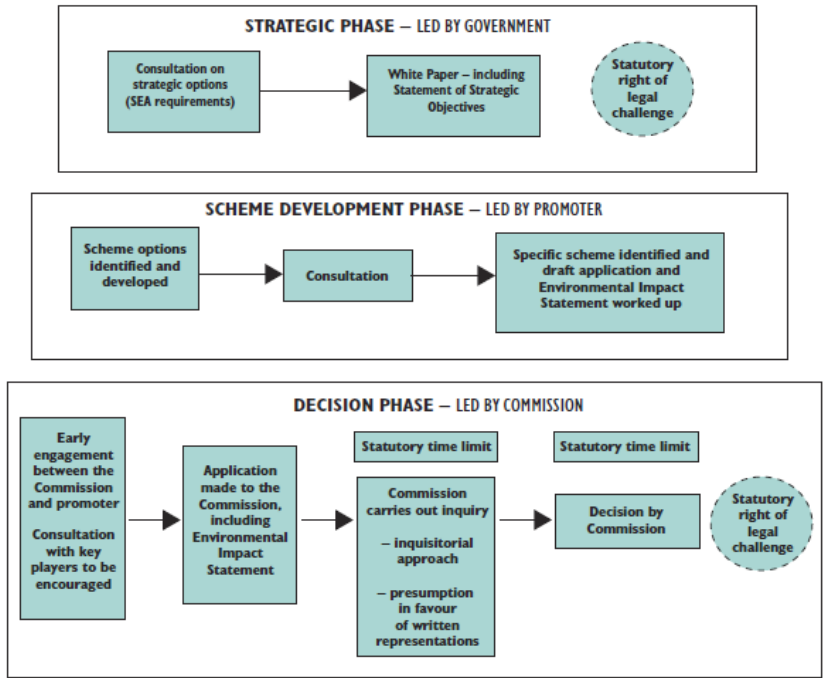 STRATEGIC PHASE – LED BY GOVERNMENT
Consultation on
strategic options
(SEA requirements)
White Paper – including
Statement of Strategic
Objectives
Statutory
right of
legal
challenge
SCHEME DEVELOPMENT PHASE – LED BY PROMOTER
Scheme options
identified and
developed
Consultation
Specific scheme identified and
draft application and
Environmental Impact
Statement worked up
DECISION PHASE – LED BY COMMISSION
Early
engagement
between the
Commission
and promoter
Consultation
with key
players to be
encouraged
Application
made to the
Commission,
including
Environmental
Impact
Statement
Statutory time limit
Commission
carries out inquiry
– inquisitorial
approach
– presumption
in favour
of written
representations
Statutory time limit
Decision by
Commission
Statutory
right of
legal
challenge